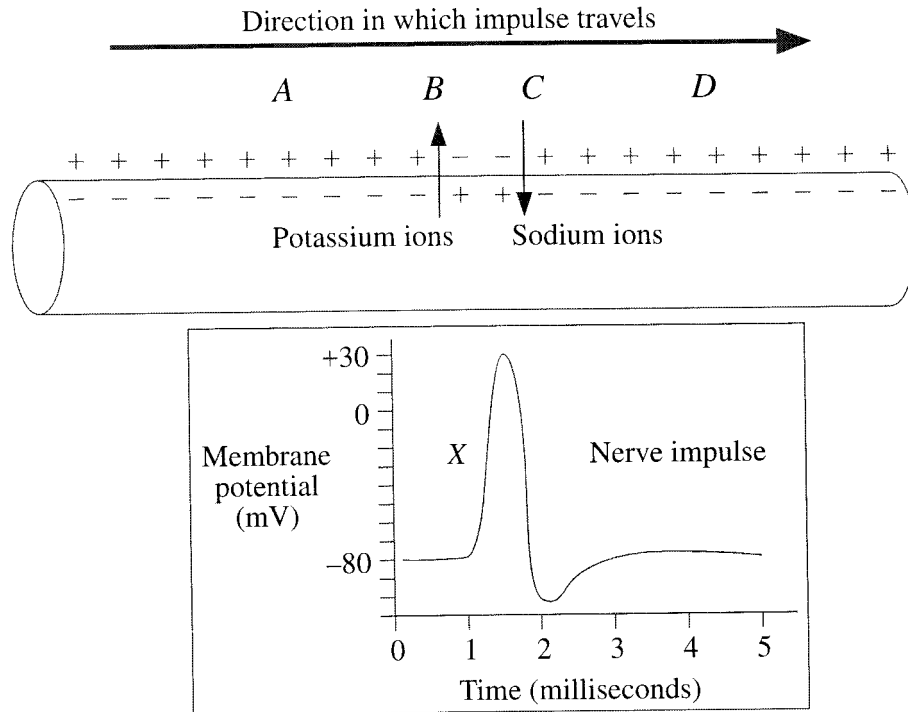 Direction in which impulse travels
A B C D
+ + + + + + + + + − − + + + + + + + + +
− − − − − − − − − + + − − − − − − − − −
Potassium ions Sodium ions
+30
0
Membrane
potential
(mV)
X
Nerve impulse
−80
0 1 2 3 4 5
Time (milliseconds)